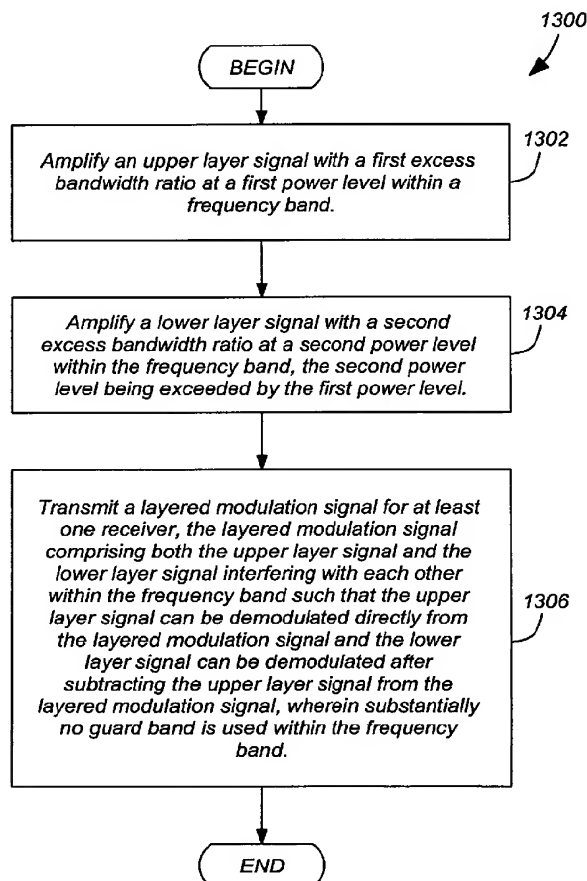 1300
BEGIN
Amplify an upper layer signal with a first excess
bandwidth ratio at a first power level within a
frequency band.
1302
Amplify a lower layer signal with a second
excess bandwidth ratio at a second power level
within the frequency band, the second power
level being exceeded by the first power level.
1304
Transmit a layered modulation signal for at least
one receiver, the layered modulation signal
comprising both the upper layer signal and the
lower layer signal interfering with each other
within the frequency band such that the upper
layer signal can be demodulated directly from
the layered modulation signal and the lower
layer signal can be demodulated after
subtracting the upper layer signal from the
layered modulation signal, wherein substantially
no guard band is used within the frequency
band.
1306
END